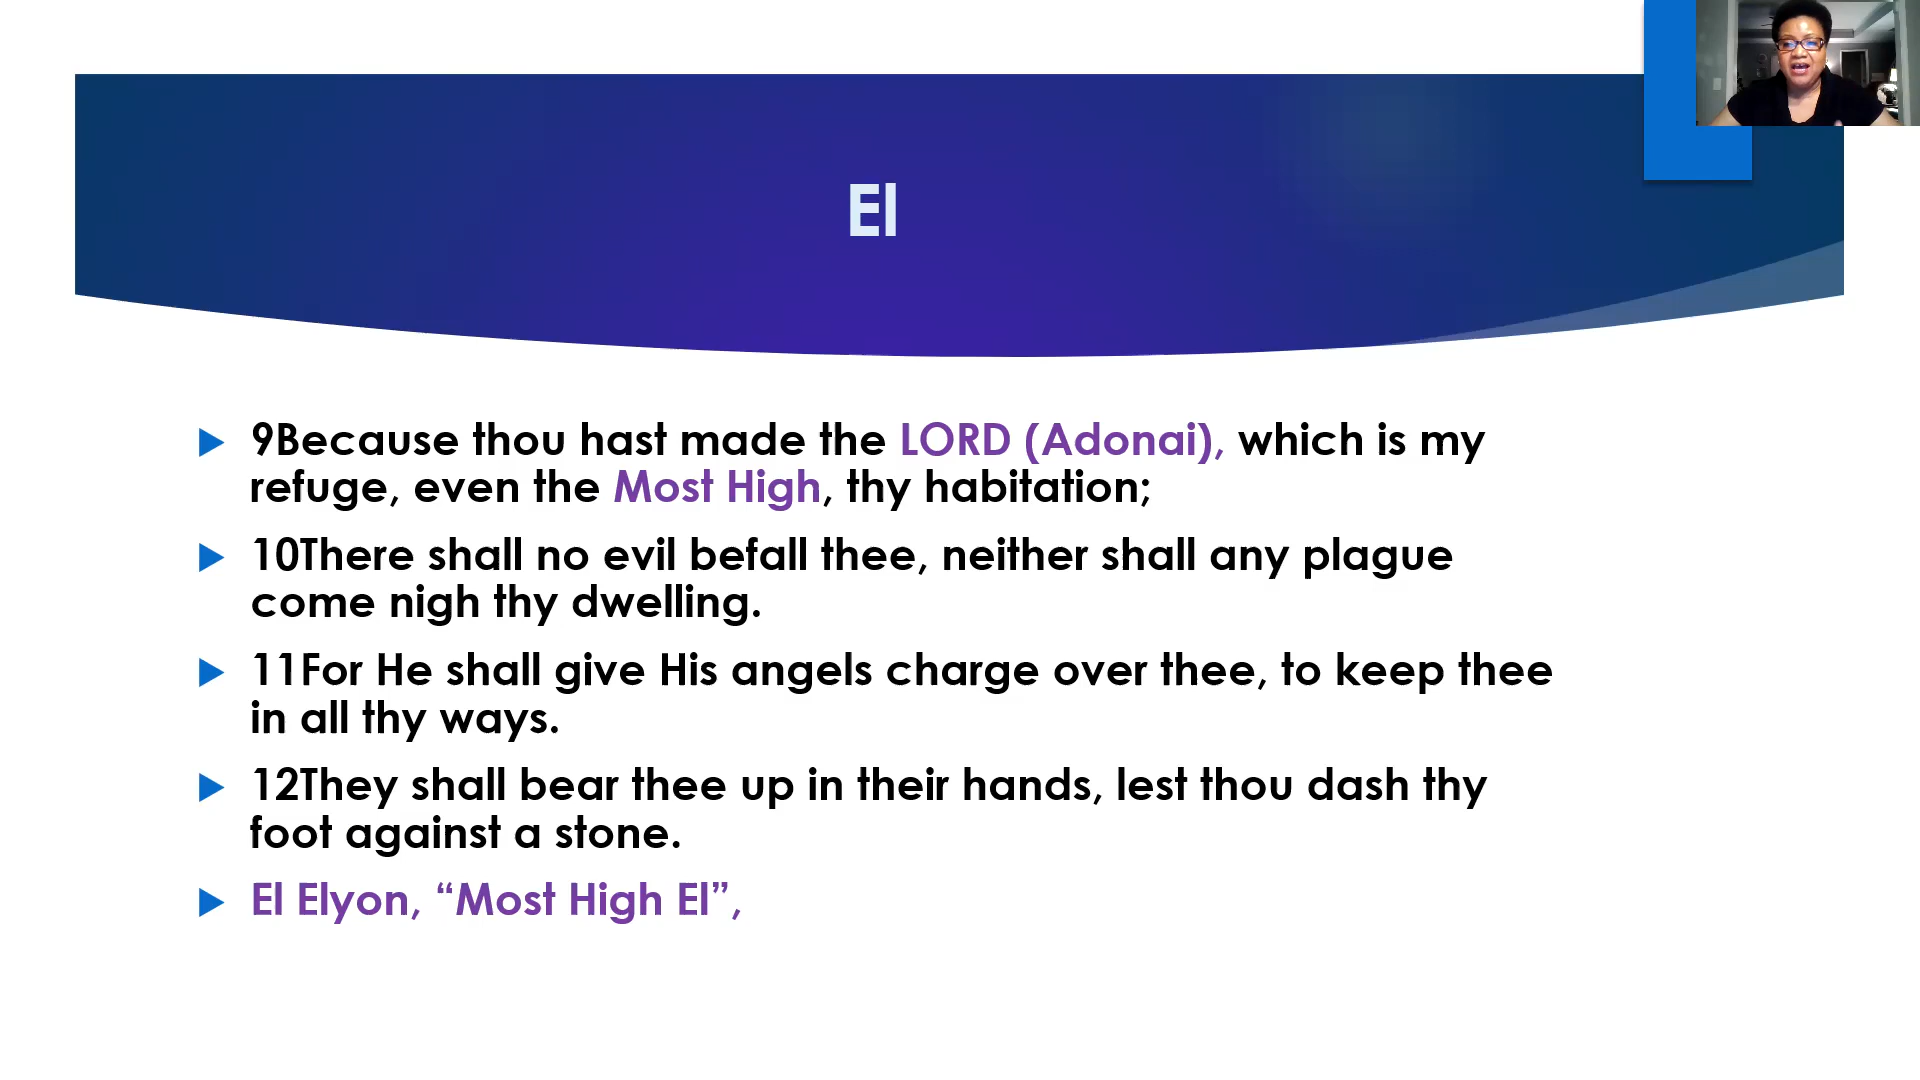 El
9Because thou hast made the LORD (Adonai), which is my
refuge, even the Most High, thy habitation;
10There shall no evil befall thee, neither shall any plague
come nigh thy dwelling.
11For He shall give His angels charge over thee, to keep thee
in all thy ways.
12They shall bear thee up in their hands, lest thou dash thy
foot against a stone.
El Elyon, “Most High El”,